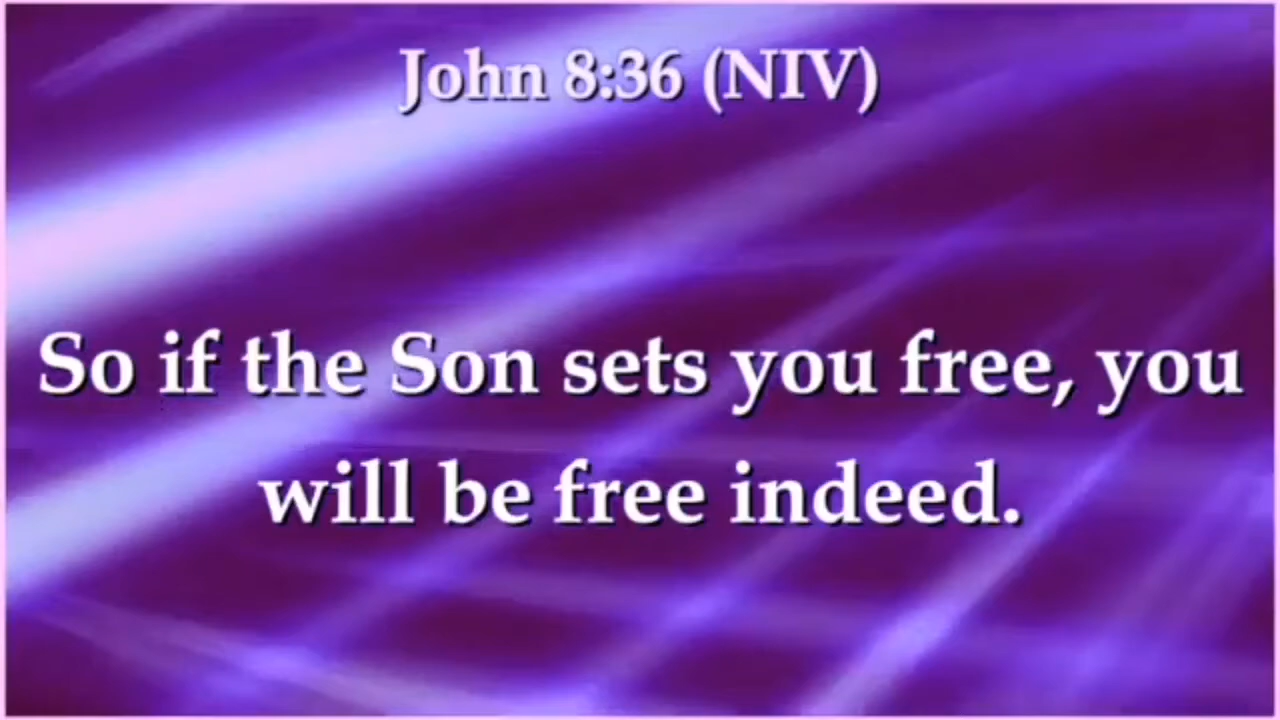 John 8:36 (NIV)
So if the Son sets you free, you
will be free indeed.